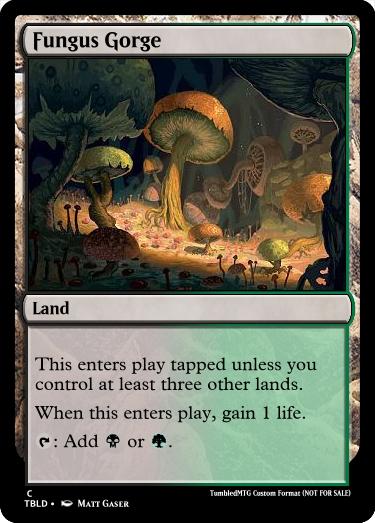 Fungus Gorge
Land
This enters play tapped unless you
control at least three other lands.
When this enters play, gain 1 life.
: Add or .
C
TBLD • Matt Gaser
TumbledMTG Custom Format (NOT FOR SALE)